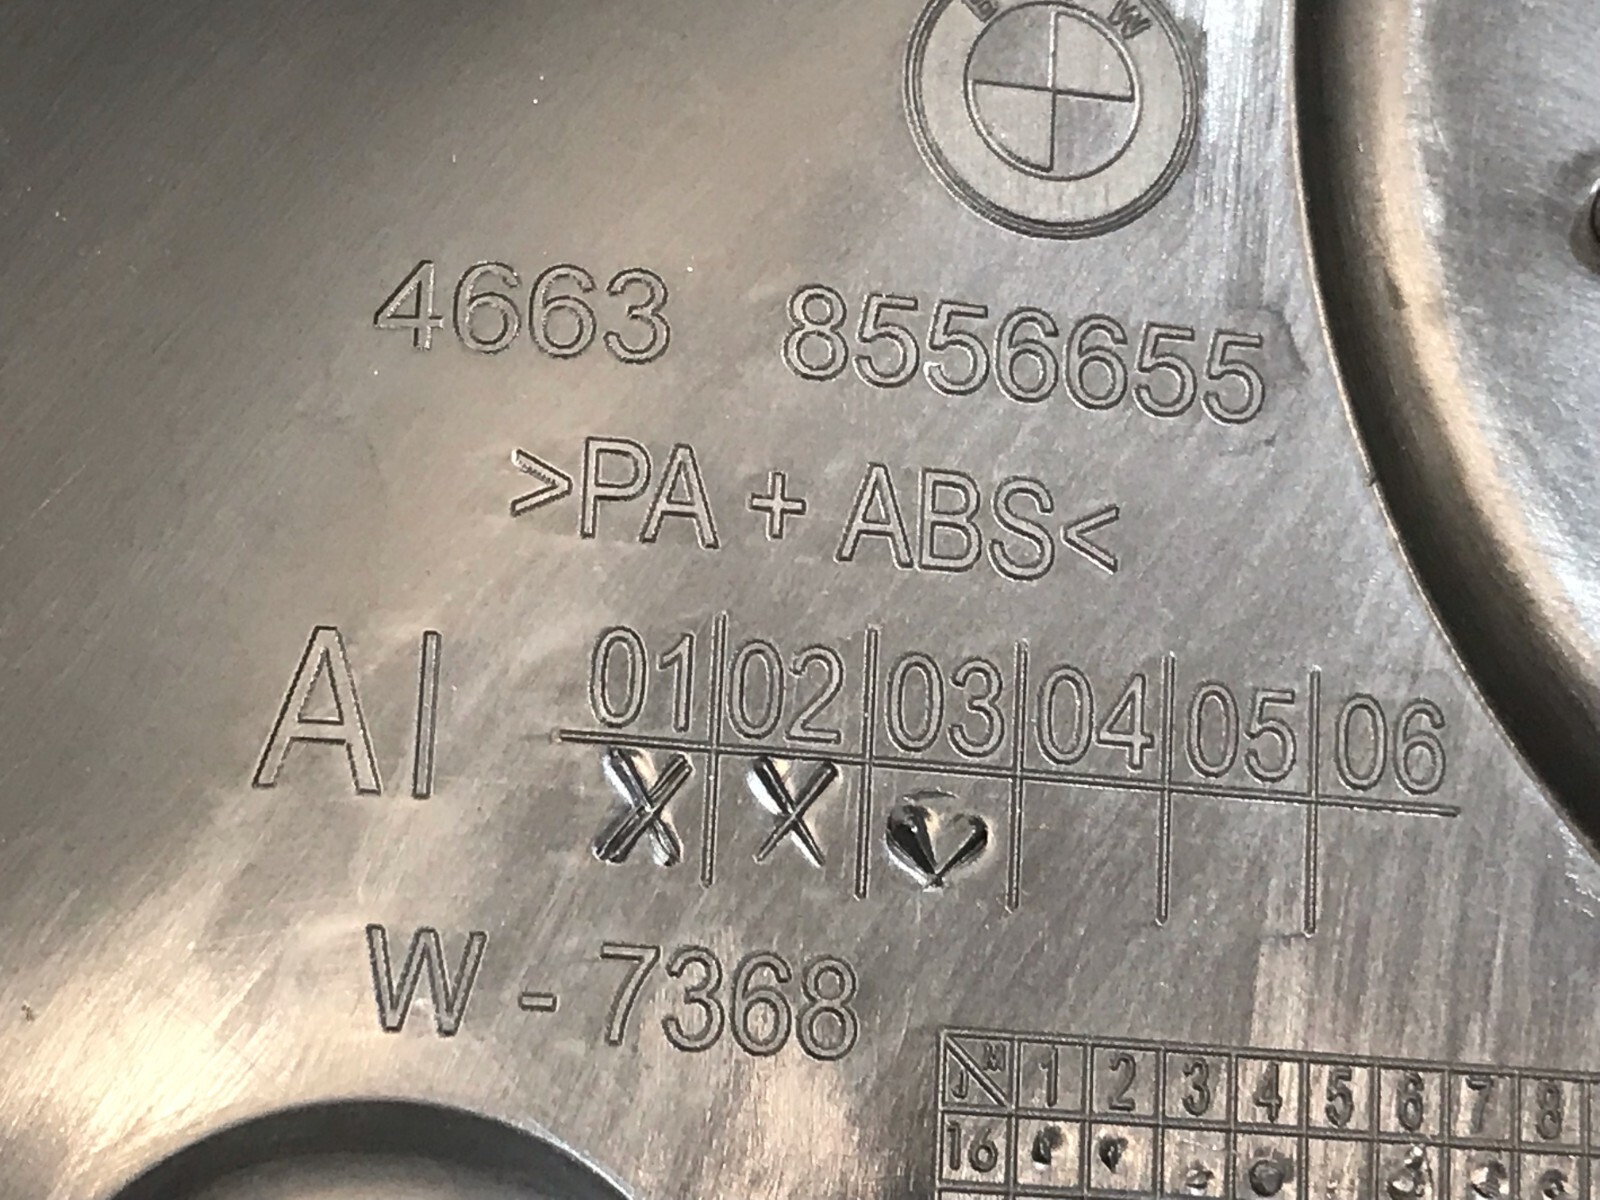 W
4663 8556655
>PA + ABS<
AI 01 02 03 04 05 06
X X
W - 7368
J M 1 2 3 4 5 6 7 8
16